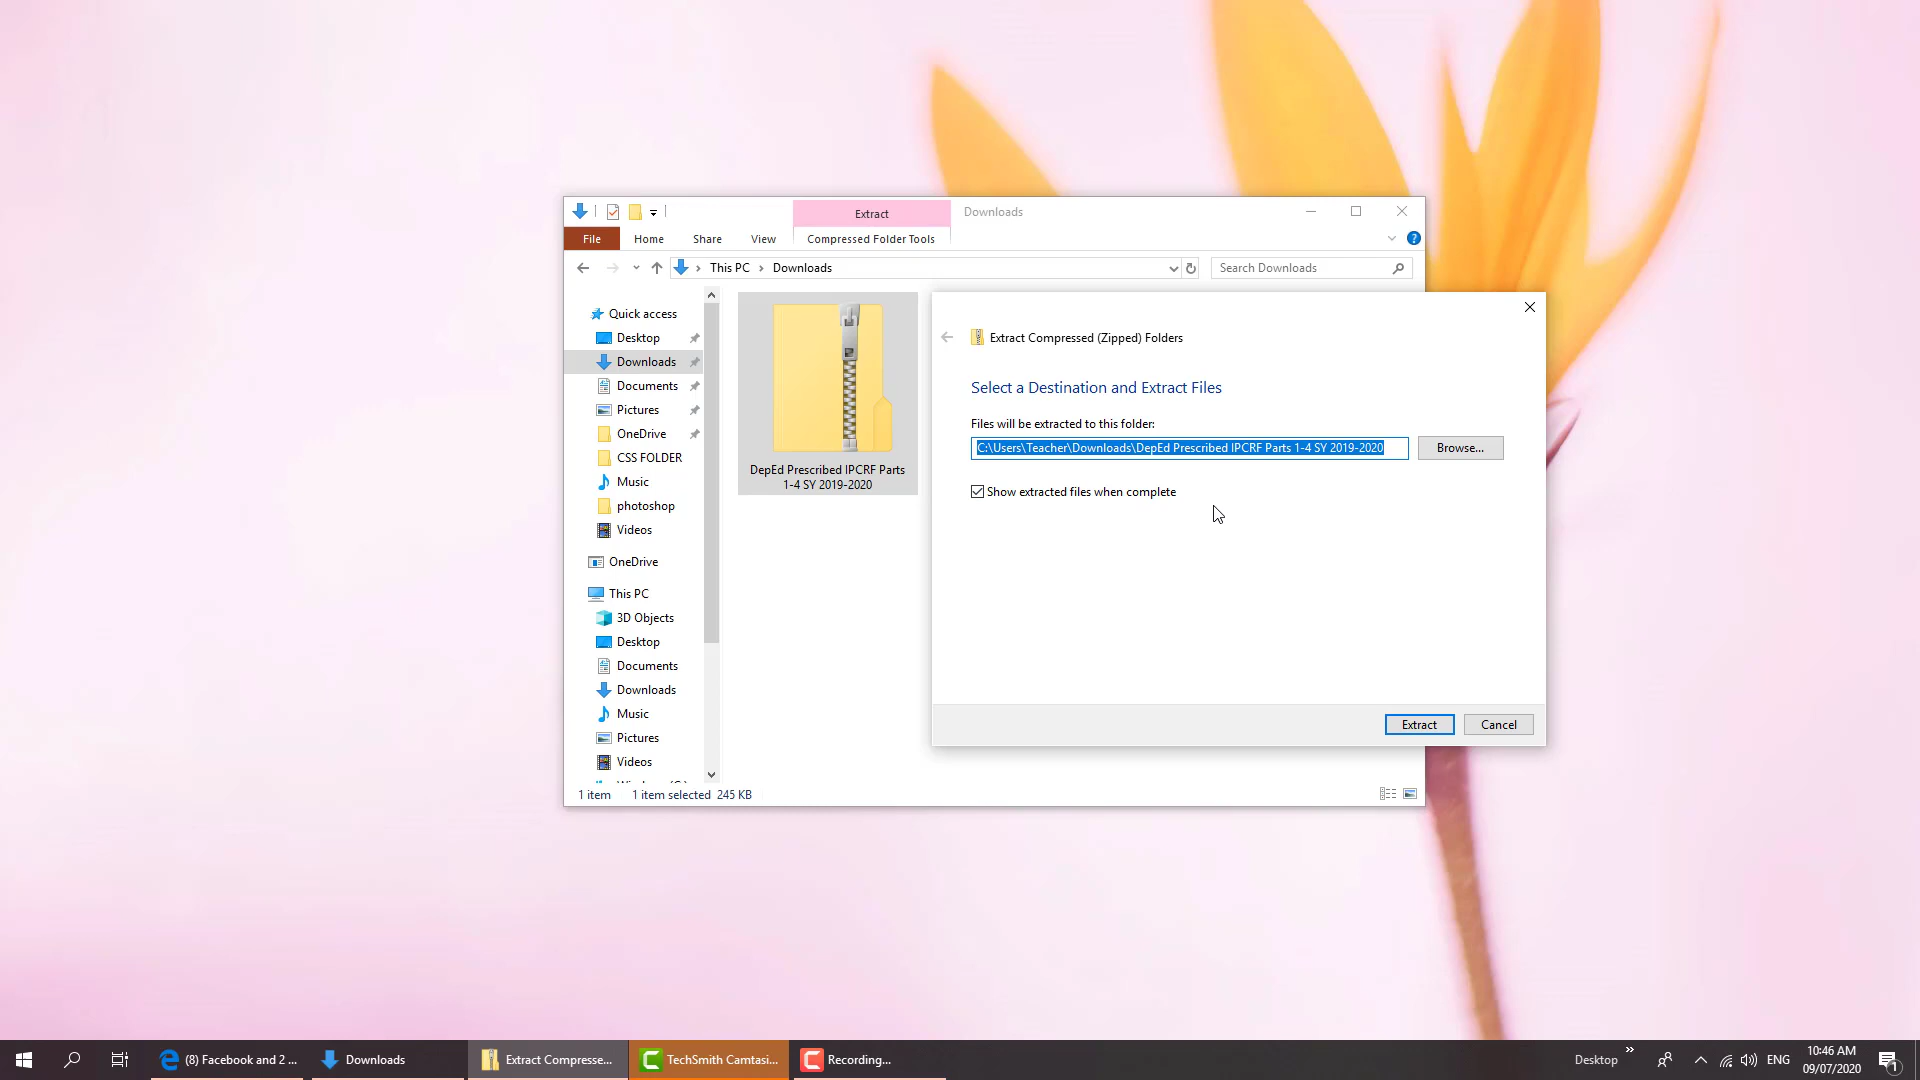 Extract
Downloads
File
Home
Share
View
Compressed Folder Tools
This PC
Downloads
Search Downloads
Quick access
Desktop
Downloads
Documents
Pictures
OneDrive
CSS FOLDER
Music
photoshop
Videos
OneDrive
This PC
3D Objects
Desktop
Documents
Downloads
Music
Pictures
Videos
DepEd Prescribed IPCRF Parts
1-4 SY 2019-2020
Extract Compressed (Zipped) Folders
Select a Destination and Extract Files
Files will be extracted to this folder:
C:\Users\Teacher\Downloads\DepEd Prescribed IPCRF Parts 1-4 SY 2019-2020
Browse...
Show extracted files when complete
Extract
Cancel
1 item
1 item selected 245 KB
(8) Facebook and 2 ...
Downloads
Extract Compresse...
TechSmith Camtasi...
Recording...
Desktop
ENG
10:46 AM
09/07/2020
1